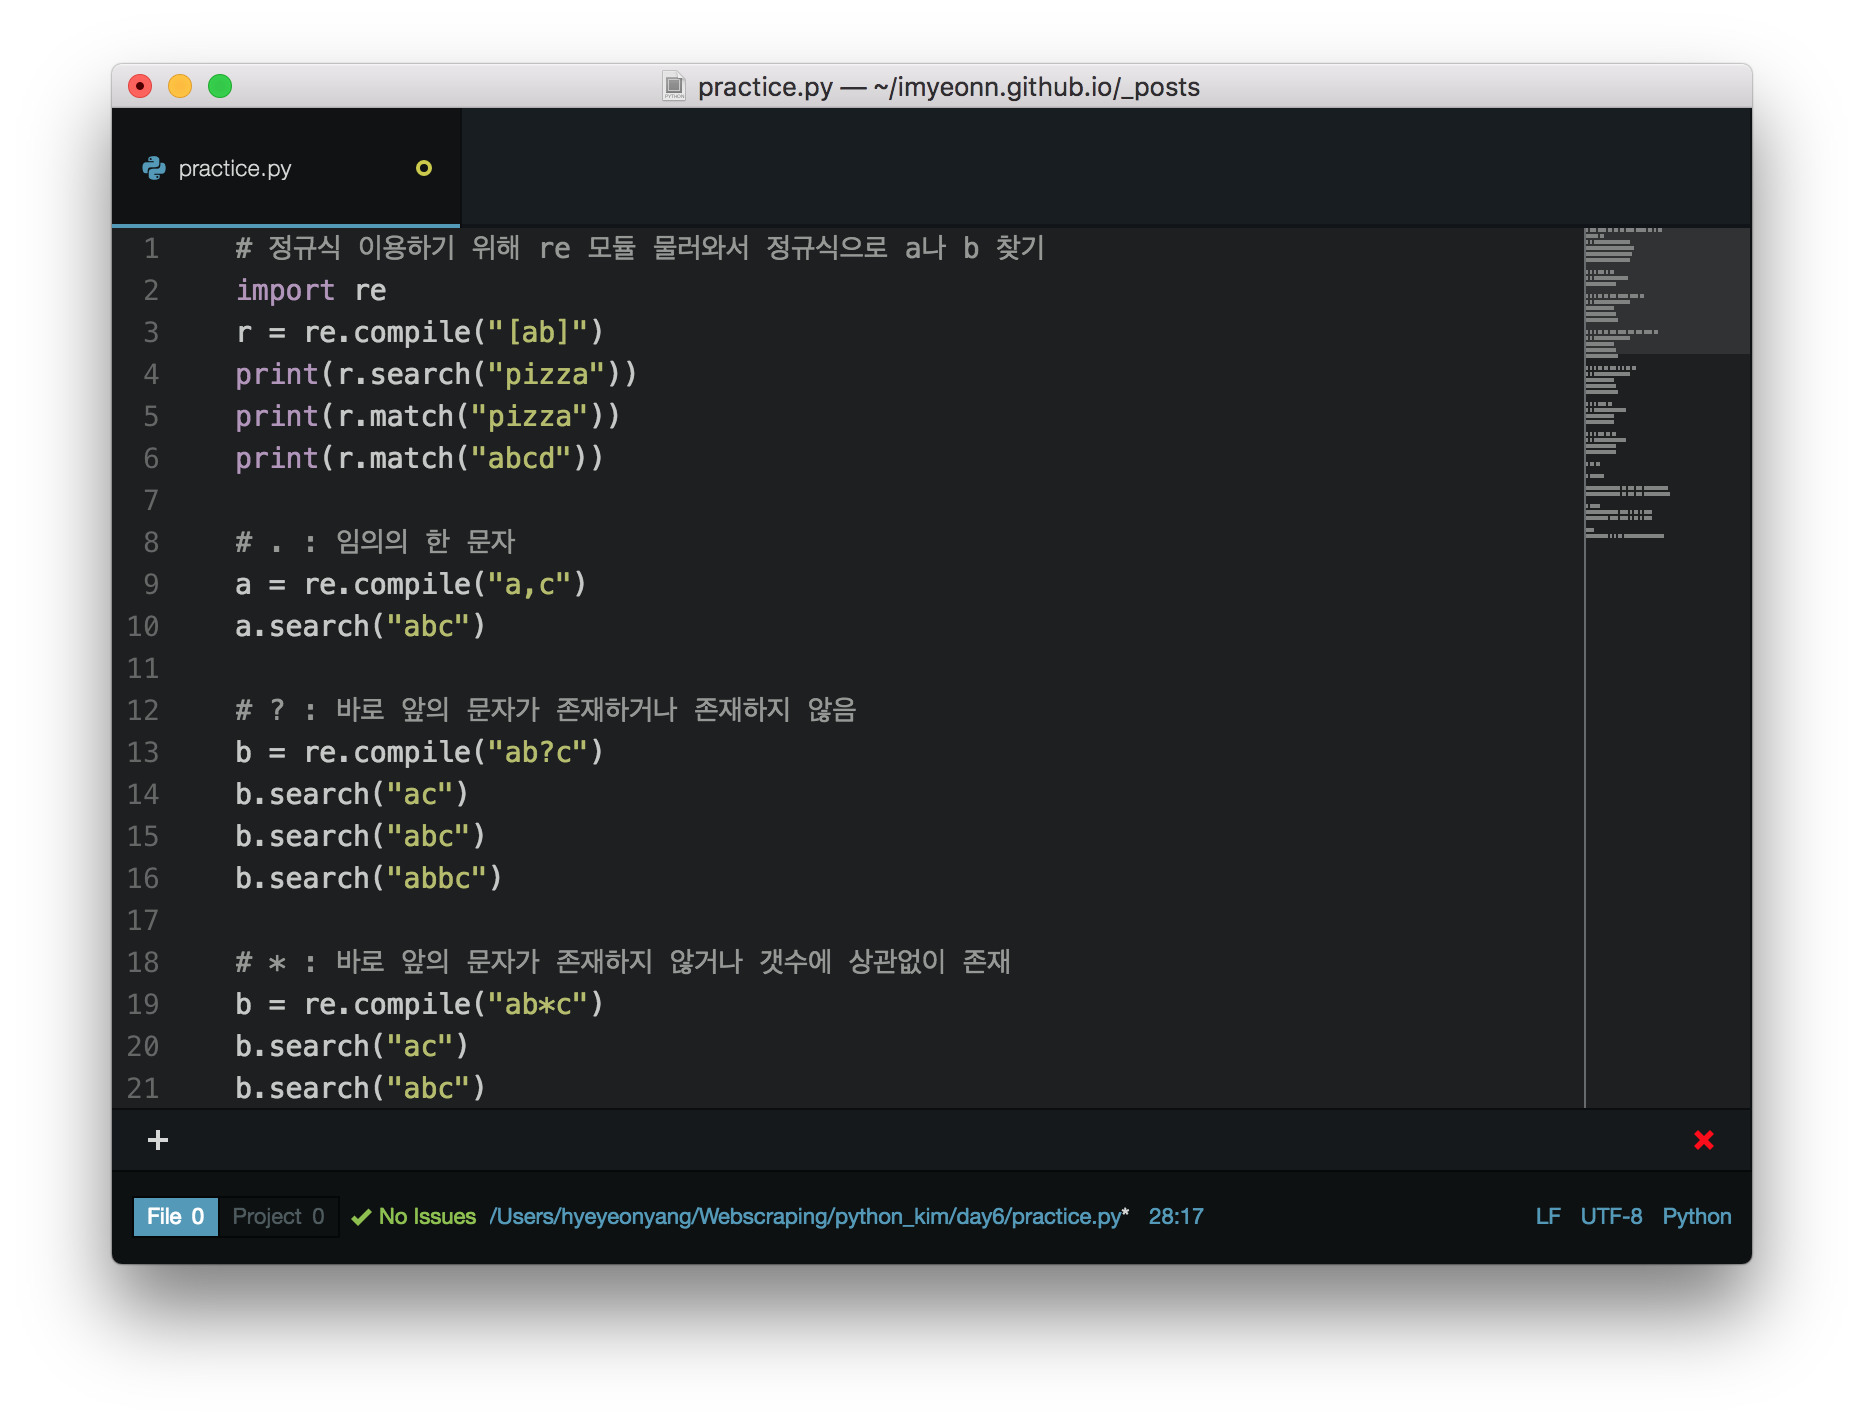 practice.py — ~/imyeonn.github.io/_posts
practice.py
1 # 정규식 이용하기 위해 re 모듈 물러와서 정규식으로 a나 b 찾기
2 import re
3 r = re.compile("[ab]")
4 print(r.search("pizza"))
5 print(r.match("pizza"))
6 print(r.match("abcd"))
7
8 # . : 임의의 한 문자
9 a = re.compile("a,c")
10 a.search("abc")
11
12 # ? : 바로 앞의 문자가 존재하거나 존재하지 않음
13 b = re.compile("ab?c")
14 b.search("ac")
15 b.search("abc")
16 b.search("abbc")
17
18 # * : 바로 앞의 문자가 존재하지 않거나 갯수에 상관없이 존재
19 b = re.compile("ab*c")
20 b.search("ac")
21 b.search("abc")
File 0 Project 0 No Issues /Users/hyeyeonyang/Webscraping/python_kim/day6/practice.py* 28:17 LF UTF-8 Python